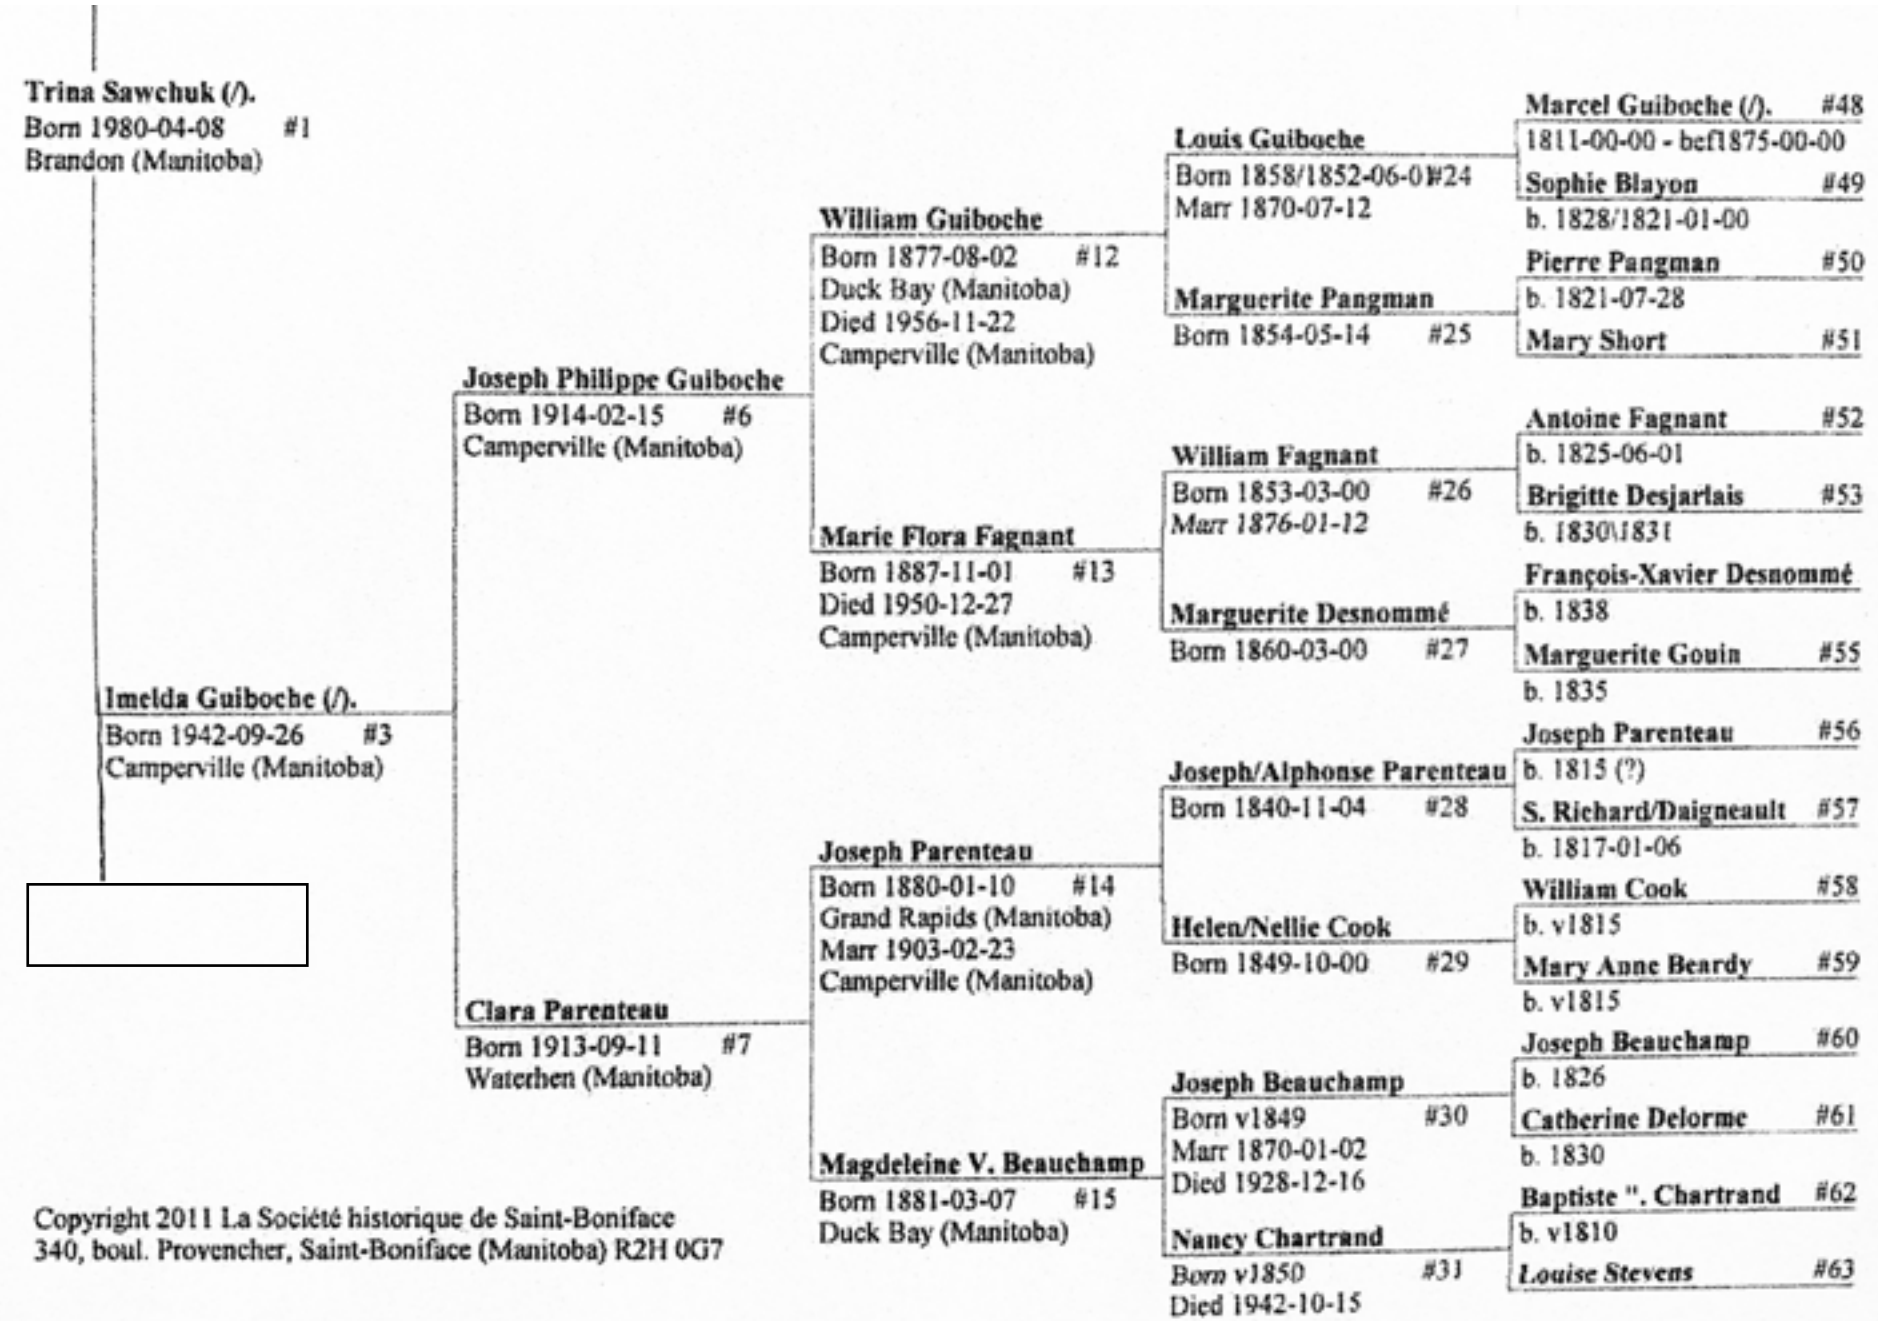 Trina Sawchuk (/).
Born 1980-04-08 #1
Brandon (Manitoba)
Imelda Guiboche (/).
Born 1942-09-26 #3
Camperville (Manitoba)
Joseph Philippe Guiboche
Born 1914-02-15 #6
Camperville (Manitoba)
Clara Parenteau
Born 1913-09-11 #7
Waterhen (Manitoba)
William Guiboche
Born 1877-08-02 #12
Duck Bay (Manitoba)
Died 1956-11-22
Camperville (Manitoba)
Marie Flora Fagnant
Born 1887-11-01 #13
Died 1950-12-27
Camperville (Manitoba)
Joseph Parenteau
Born 1880-01-10 #14
Grand Rapids (Manitoba)
Marr 1903-02-23
Camperville (Manitoba)
Magdeleine V. Beauchamp
Born 1881-03-07 #15
Duck Bay (Manitoba)
Louis Guiboche
Born 1858/1852-06-01#24
Marr 1870-07-12
Marguerite Pangman
Born 1854-05-14 #25
William Fagnant
Born 1853-03-00 #26
Marr 1876-01-12
Marguerite Desnommé
Born 1860-03-00 #27
Joseph/Alphonse Parenteau
Born 1840-11-04 #28
Helen/Nellie Cook
Born 1849-10-00 #29
Joseph Beauchamp
Born v1849 #30
Marr 1870-01-02
Died 1928-12-16
Nancy Chartrand
Born v1850 #31
Died 1942-10-15
Marcel Guiboche (/). #48
1811-00-00 - bef1875-00-00
Sophie Blayon #49
b. 1828/1821-01-00
Pierre Pangman #50
b. 1821-07-28
Mary Short #51
Antoine Fagnant #52
b. 1825-06-01
Brigitte Desjarlais #53
b. 1830\1831
François-Xavier Desnommé
b. 1838
Marguerite Gouin #55
b. 1835
Joseph Parenteau #56
b. 1815 (?)
S. Richard/Daigneault #57
b. 1817-01-06
William Cook #58
b. v1815
Mary Anne Beardy #59
b. v1815
Joseph Beauchamp #60
b. 1826
Catherine Delorme #61
b. 1830
Baptiste ". Chartrand #62
b. v1810
Louise Stevens #63
Copyright 2011 La Société historique de Saint-Boniface
340, boul. Provencher, Saint-Boniface (Manitoba) R2H 0G7